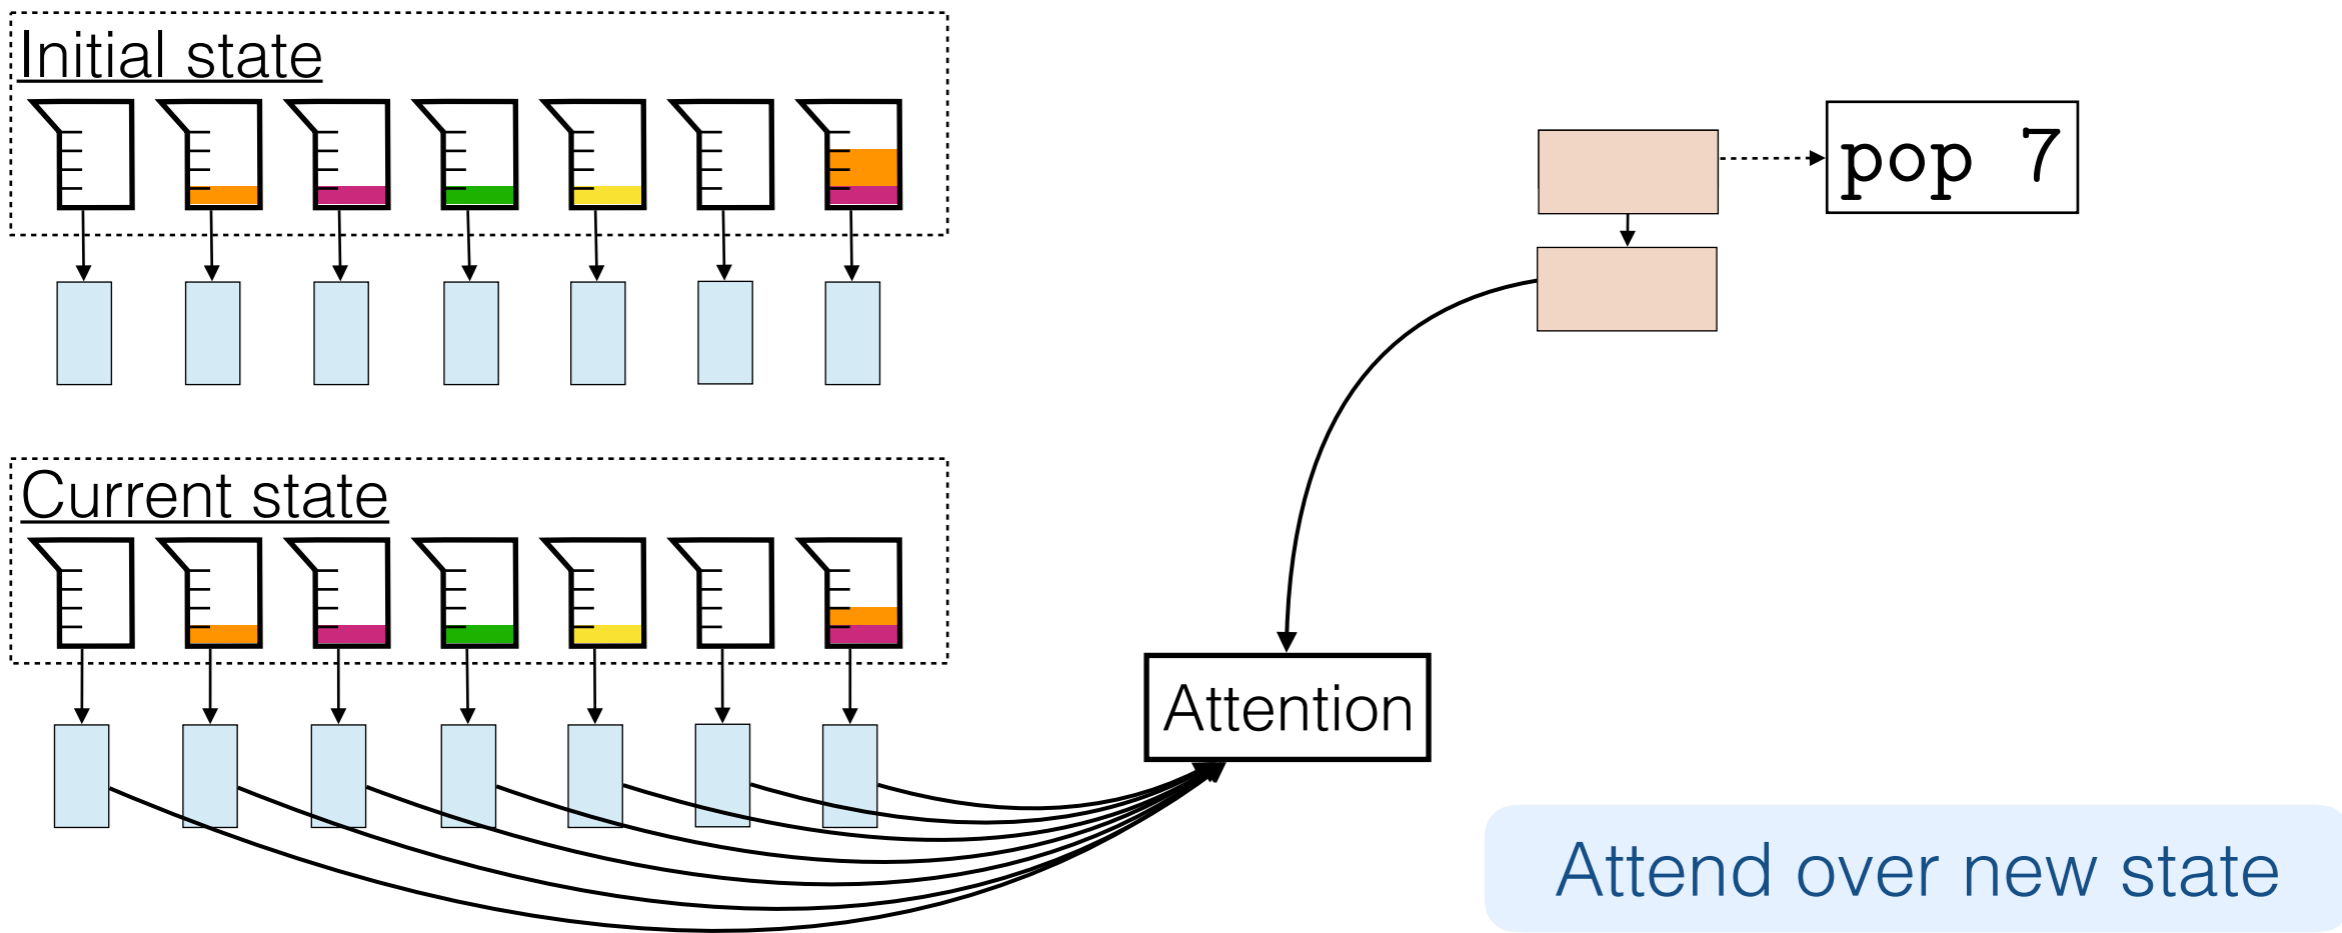 Initial state
pop 7
Current state
Attention
Attend over new state